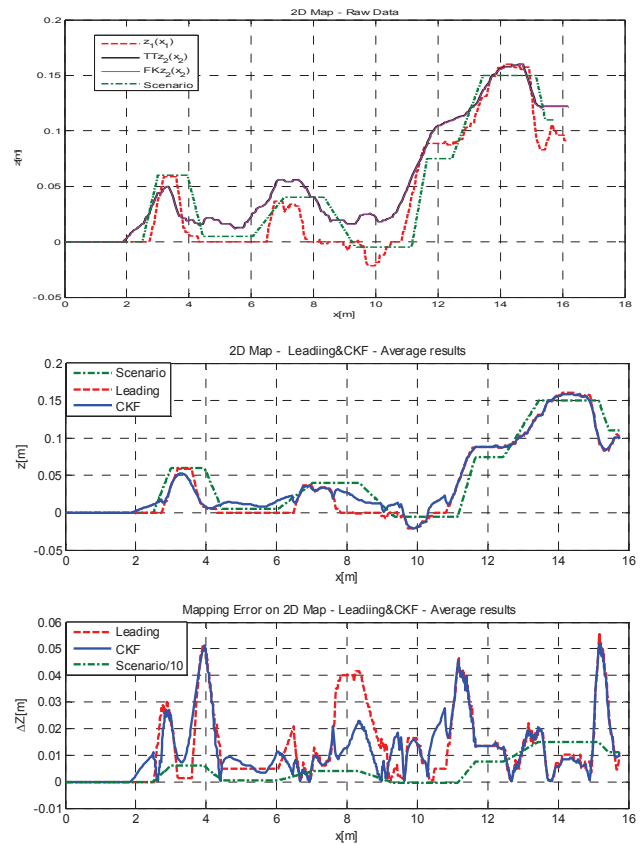 2D Map - Raw Data
z1(x1)
TTz2(x2)
FKz2(x2)
Scenario
0.2
0.15
0.1
0.05
0
-0.05
z[m]
0 2 4 6 8 10 12 14 16 18
x[m]
2D Map - Leadiing&CKF - Average results
Scenario
Leading
CKF
0.2
0.15
0.1
0.05
0
-0.05
z[m]
0 2 4 6 8 10 12 14 16
x[m]
Mapping Error on 2D Map - Leadiing&CKF - Average results
Leading
CKF
Scenario/10
0.06
0.05
0.04
0.03
0.02
0.01
0
-0.01
ΔZ[m]
0 2 4 6 8 10 12 14 16
x[m]